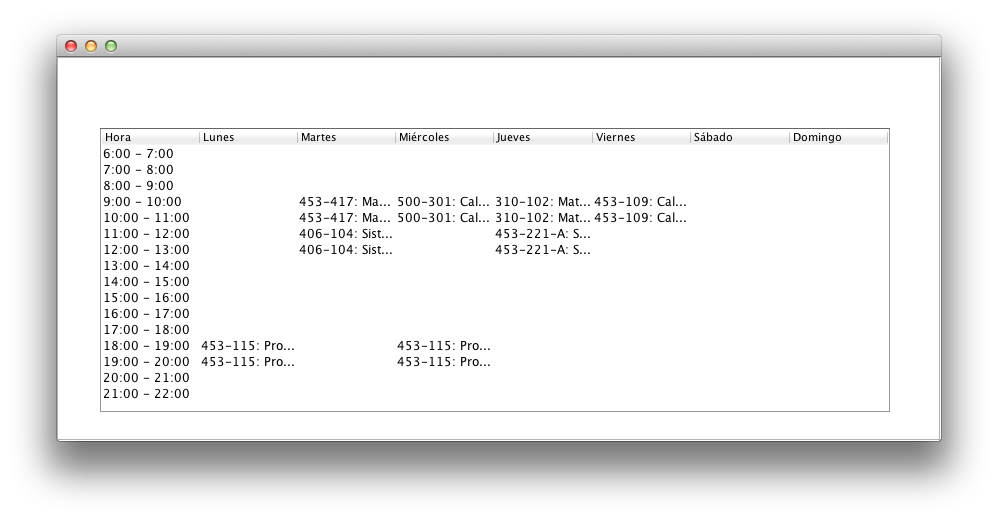 Hora Lunes Martes Miércoles Jueves Viernes Sábado Domingo
6:00 - 7:00
7:00 - 8:00
8:00 - 9:00
9:00 - 10:00 453-417: Ma... 500-301: Cal... 310-102: Mat... 453-109: Cal...
10:00 - 11:00 453-417: Ma... 500-301: Cal... 310-102: Mat... 453-109: Cal...
11:00 - 12:00 406-104: Sist... 453-221-A: S...
12:00 - 13:00 406-104: Sist... 453-221-A: S...
13:00 - 14:00
14:00 - 15:00
15:00 - 16:00
16:00 - 17:00
17:00 - 18:00
18:00 - 19:00 453-115: Pro... 453-115: Pro...
19:00 - 20:00 453-115: Pro... 453-115: Pro...
20:00 - 21:00
21:00 - 22:00